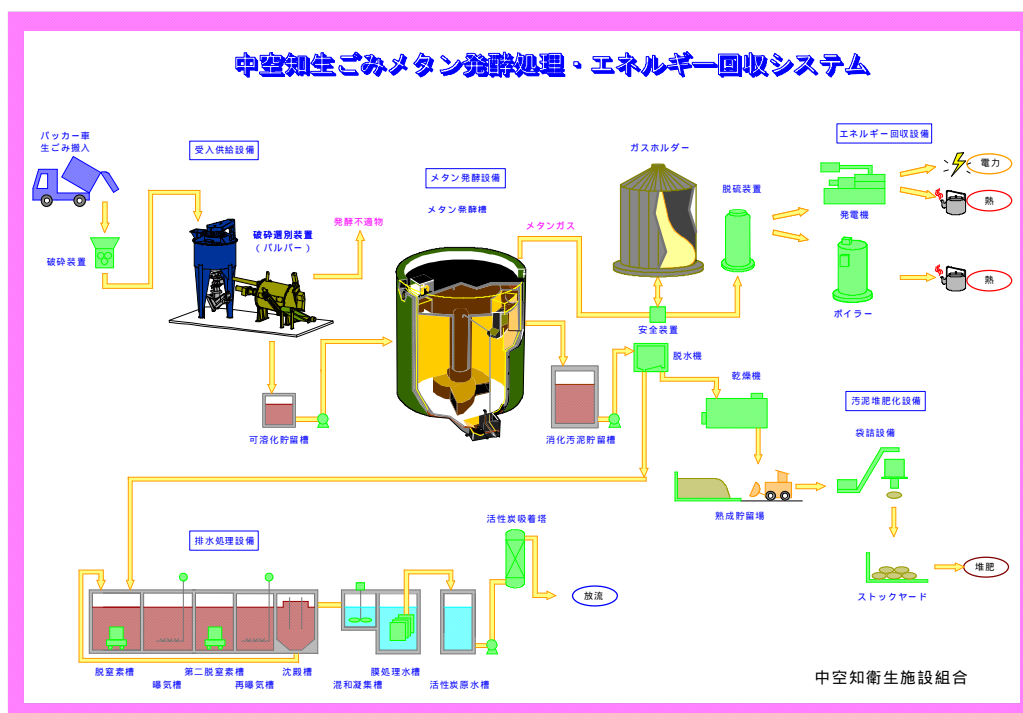 中空知生ごみメタン発酵処理・エネルギー回収システム
パッカー車
生ごみ搬入
受入供給設備
破砕装置
破砕選別装置
（バルパー）
発酵不適物
可溶化貯留槽
メタン発酵設備
メタン発酵槽
メタンガス
ガスホルダー
脱硫装置
安全装置
エネルギー回収設備
発電機
電力
熱
ボイラー
熱
消化汚泥貯留槽
脱水機
乾燥機
汚泥堆肥化設備
袋詰設備
熟成貯留場
ストックヤード
堆肥
排水処理設備
活性炭吸着塔
放流
脱窒素槽
曝気槽
第二脱窒素槽
再曝気槽
沈殿槽
混和凝集槽
膜処理水槽
活性炭原水槽
中空知衛生施設組合